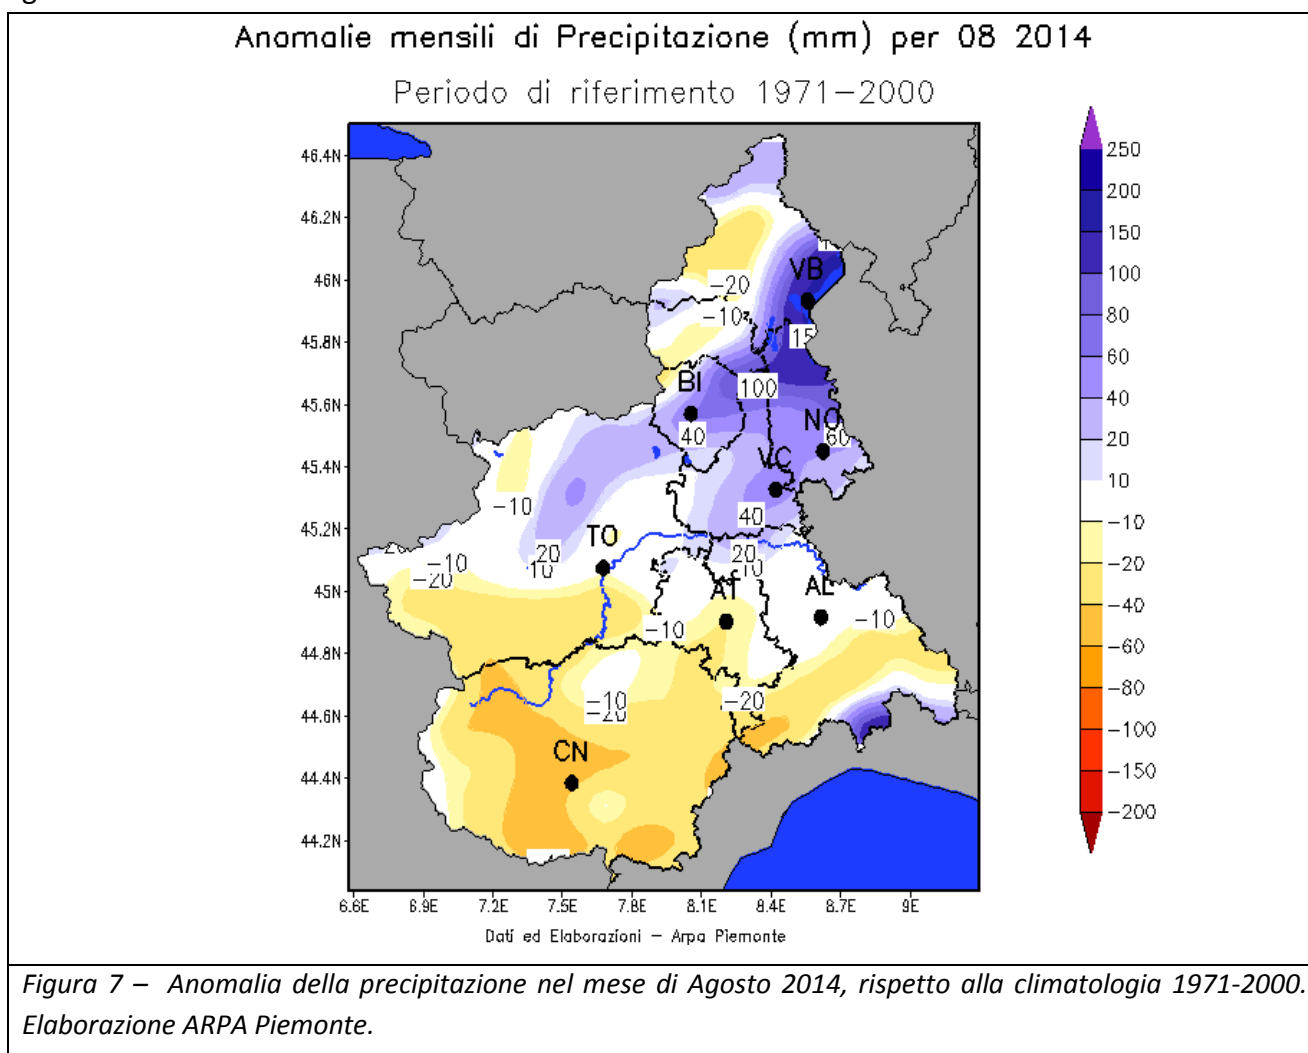 Anomalie mensili di Precipitazione (mm) per 08 2014
Periodo di riferimento 1971-2000
46.4N
46.2N
46N
45.8N
45.6N
45.4N
45.2N
45N
44.8N
44.6N
44.4N
44.2N
6.6E 6.9E 7.2E 7.5E 7.8E 8.1E 8.4E 8.7E 9E
VB
-20
-10
15
BI
100
40
NO
60
VC
-10
40
TO
20
10
20
10
-10
-20
AT
AL
-10
-10
-10
-20
-20
CN
250
200
150
100
80
60
40
20
10
-10
-20
-40
-60
-80
-100
-150
-200
Dati ed Elaborazioni - Arpa Piemonte
Figura 7 – Anomalia della precipitazione nel mese di Agosto 2014, rispetto alla climatologia 1971-2000.
Elaborazione ARPA Piemonte.